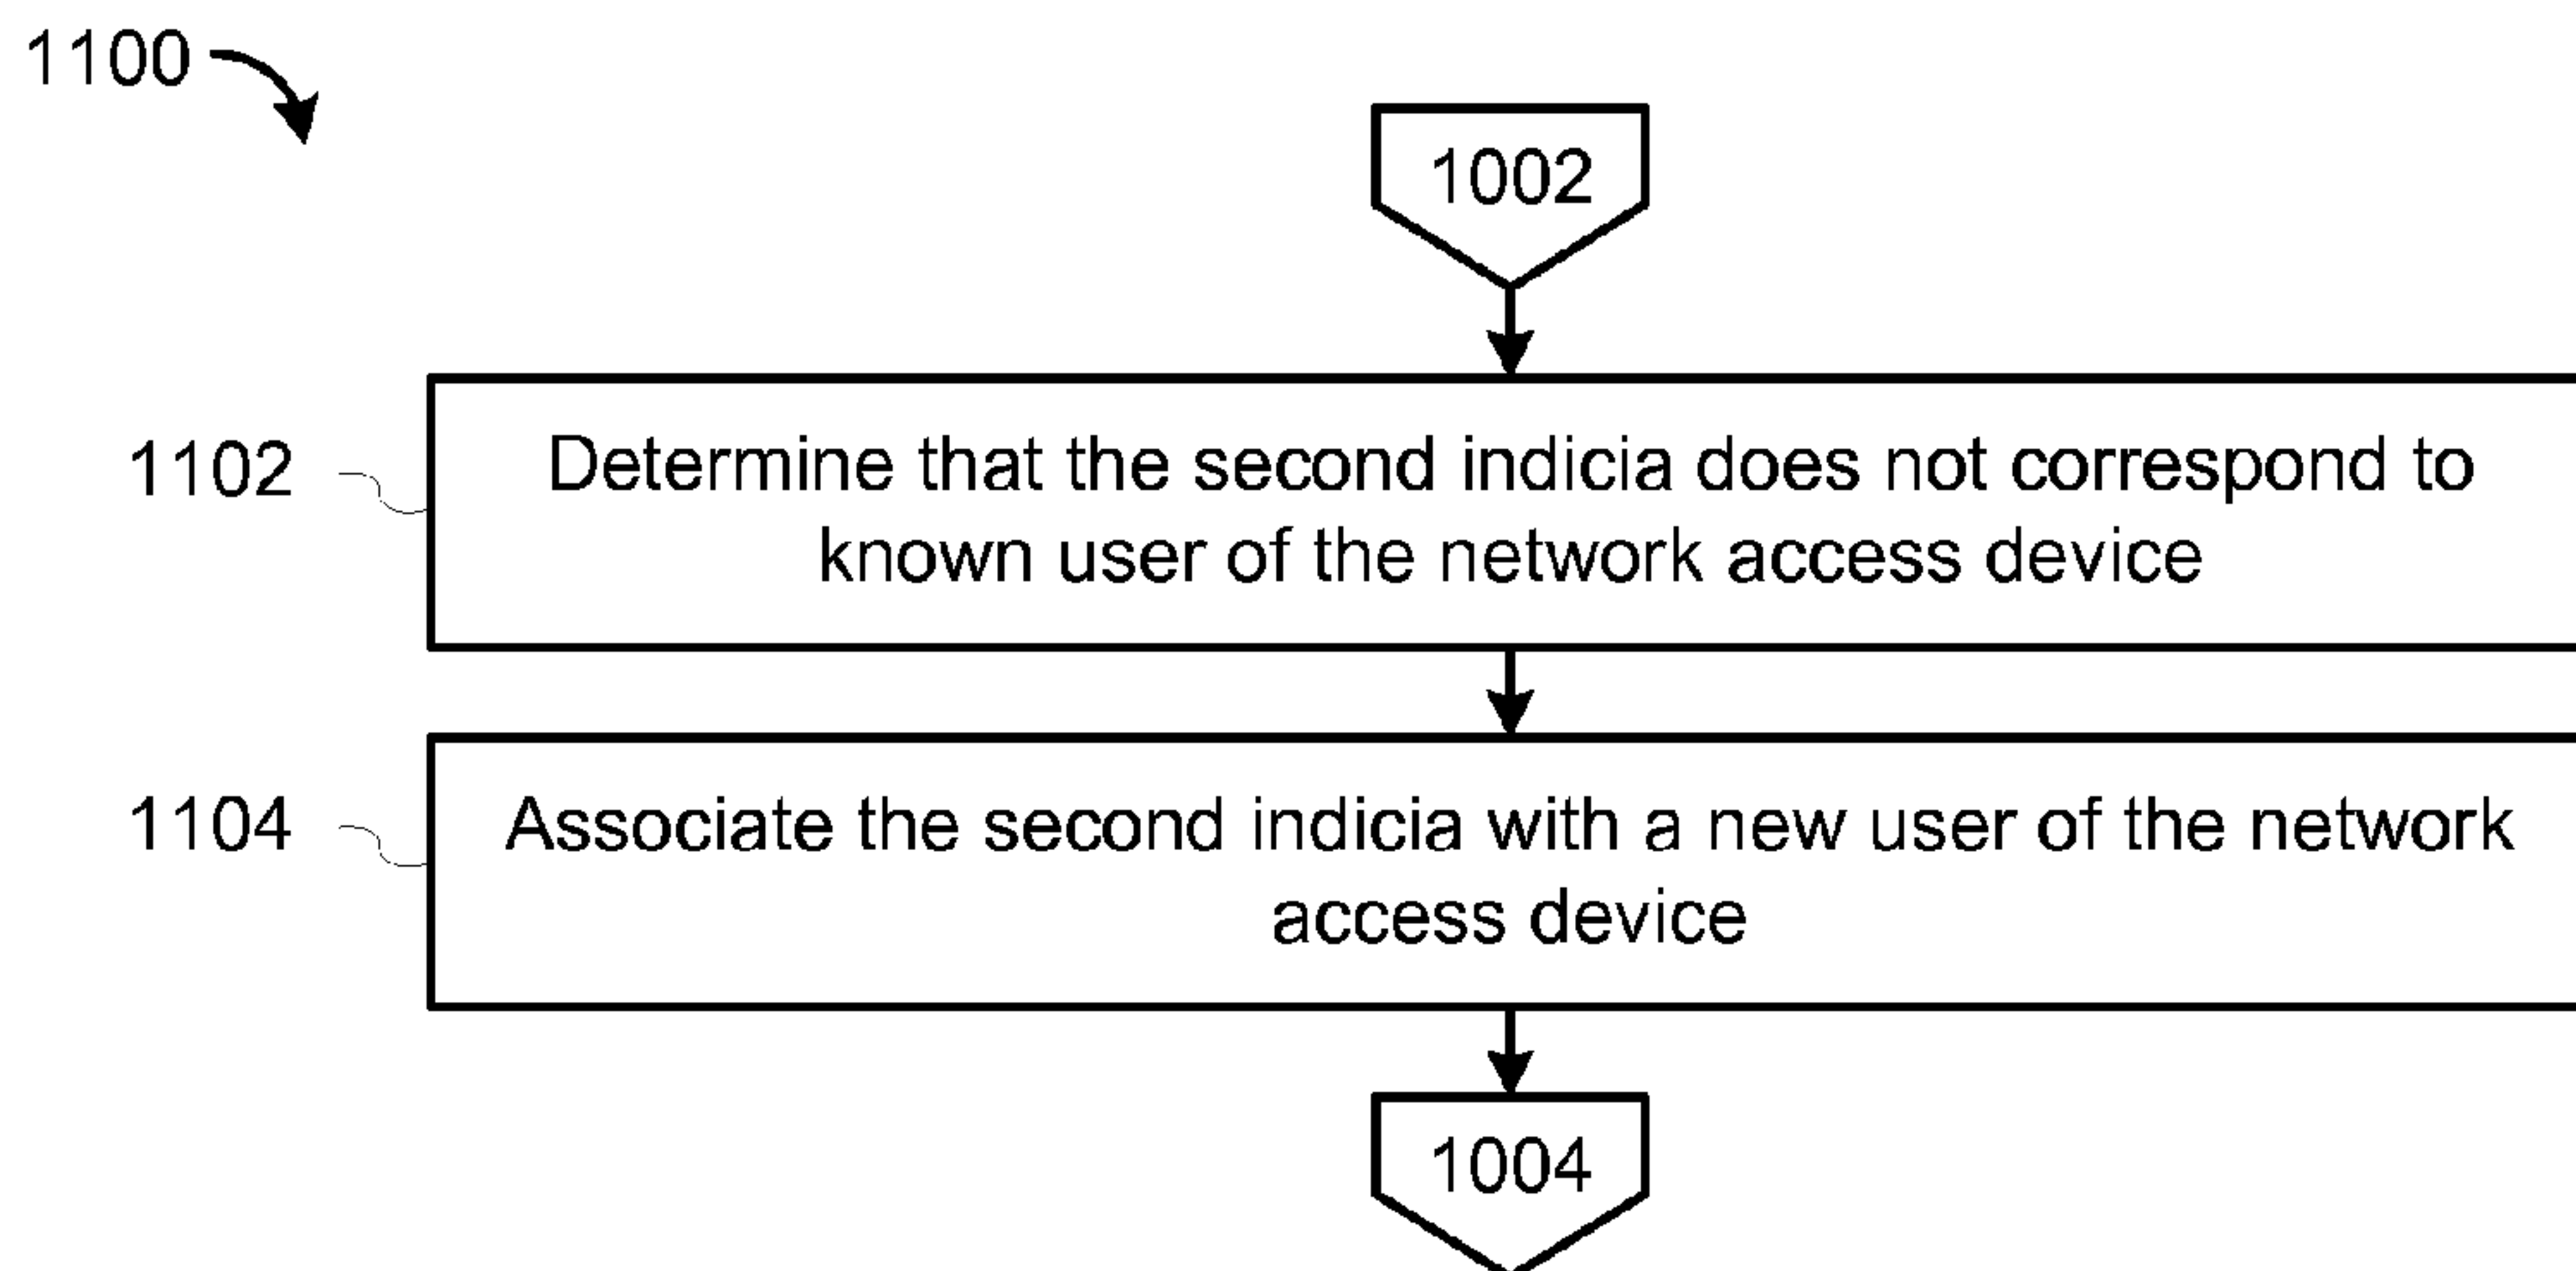 1100
1002
1102
Determine that the second indicia does not correspond to
known user of the network access device
1104
Associate the second indicia with a new user of the network
access device
1004